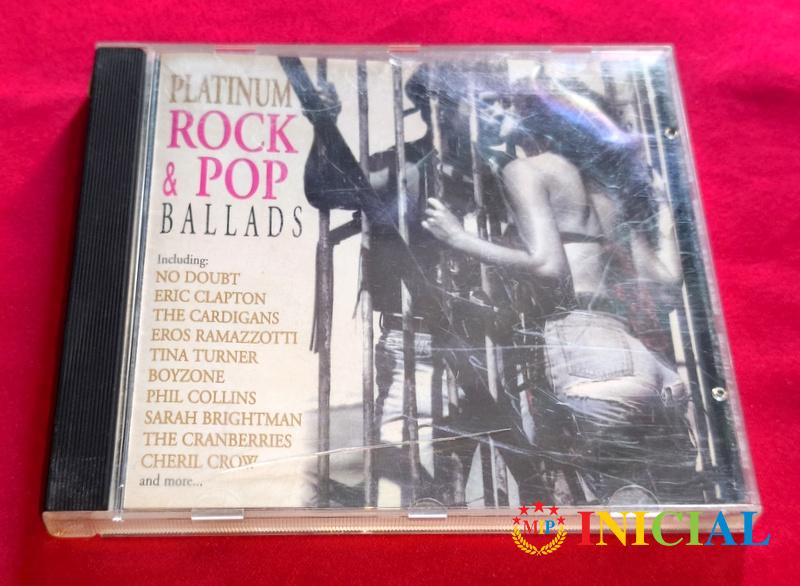 PLATINUM
ROCK
& POP
BALLADS
Including:
NO DOUBT
ERIC CLAPTON
THE CARDIGANS
EROS RAMAZZOTTI
TINA TURNER
BOYZONE
PHIL COLLINS
SARAH BRIGHTMAN
THE CRANBERRIES
CHERIL CROW
and more...
MP INICIAL